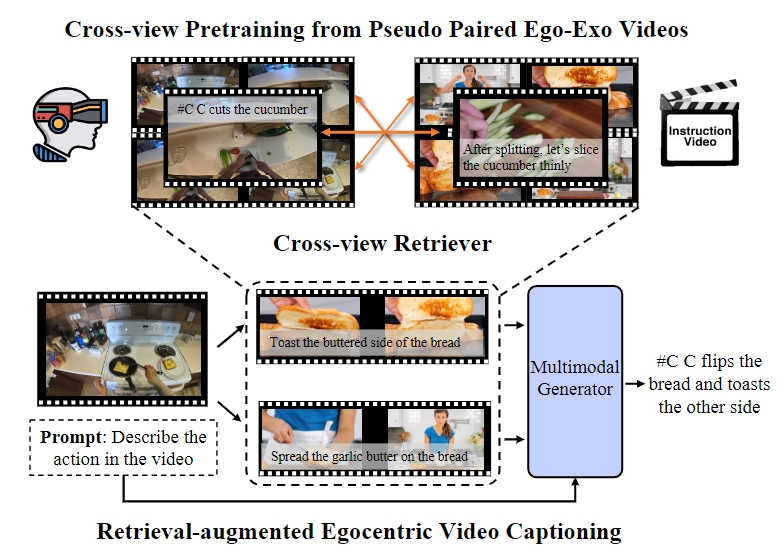 Cross-view Pretraining from Pseudo Paired Ego-Exo Videos
#C C cuts the cucumber
After splitting, let's slice
the cucumber thinly
Instruction
Video
Cross-view Retriever
Toast the buttered side of the bread
Spread the garlic butter on the bread
Prompt: Describe the
action in the video
Multimodal
Generator
#C C flips the
bread and toasts
the other side
Retrieval-augmented Egocentric Video Captioning